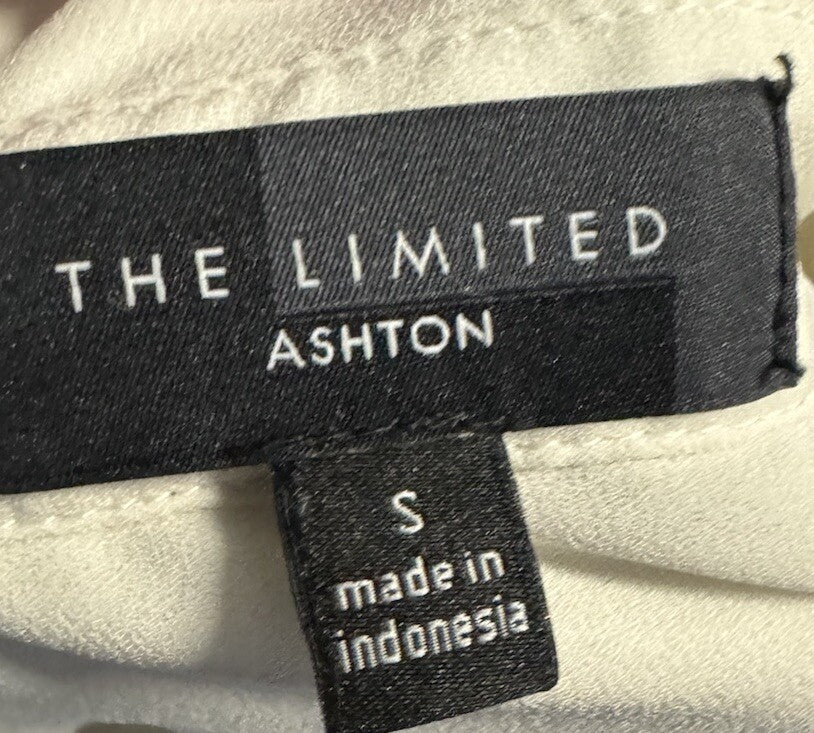 THE LIMITED
ASHTON
S
made in
indonesia